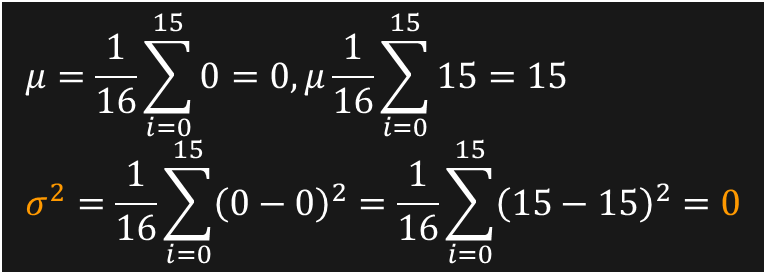 μ = 1/16 ∑_{i=0}^{15} 0 = 0, μ 1/16 ∑_{i=0}^{15} 15 = 15
σ² = 1/16 ∑_{i=0}^{15} (0 − 0)² = 1/16 ∑_{i=0}^{15} (15 − 15)² = 0